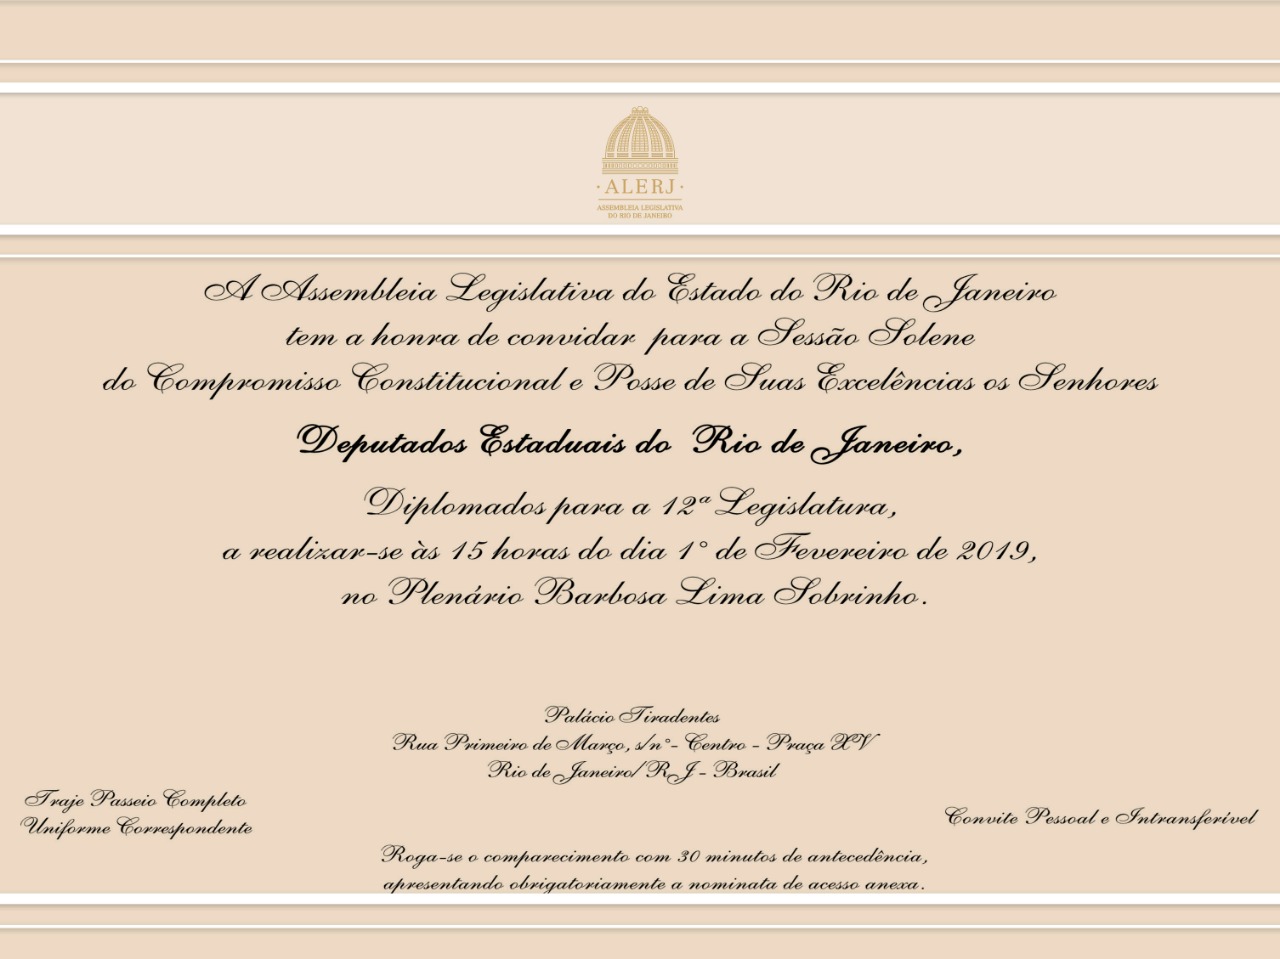 · ALERJ ·
ASSEMBLEIA LEGISLATIVA
DO RIO DE JANEIRO
A Assembleia Legislativa do Estado do Rio de Janeiro
tem a honra de convidar para a Sessão Solene
do Compromisso Constitucional e Posse de Suas Excelências os Senhores
Deputados Estaduais do Rio de Janeiro,
Diplomados para a 12ª Legislatura,
a realizar-se às 15 horas do dia 1° de Fevereiro de 2019,
no Plenário Barbosa Lima Sobrinho.
Palácio Tiradentes
Rua Primeiro de Março, s/n°- Centro - Praça XV
Rio de Janeiro/RJ - Brasil
Traje Passeio Completo
Uniforme Correspondente
Convite Pessoal e Intransferível
Roga-se o comparecimento com 30 minutos de antecedência,
apresentando obrigatoriamente a nominata de acesso anexa.